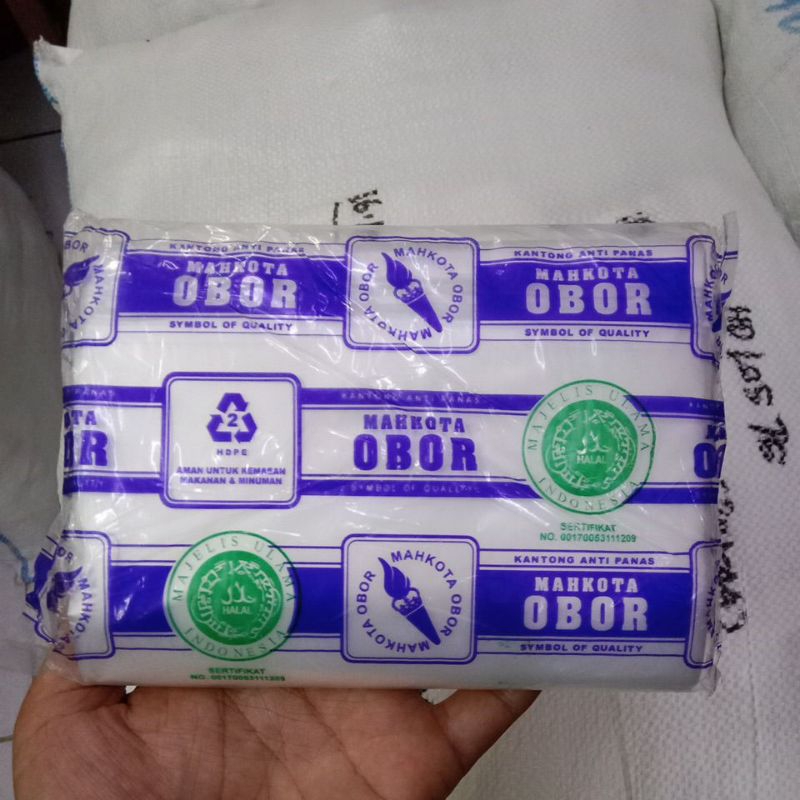 OBOR
MAHKOTA
KANTONG ANTI PANAS
MAHKOTA
OBOR
SYMBOL OF QUALITY
MAHKOTA OBOR
MAHKOTA OBOR
KANTONG ANTI PANAS
MAHKOTA
OBOR
SYMBOL OF QUALITY
MAHK
2
HDPE
AMAN UNTUK KEMASAN
MAKANAN & MINUMAN
KANTONG ANTI PANAS
MAHKOTA
OBOR
SYMBOL OF QUALITY
MAJELIS ULAMA
HALAL
INDONESIA
SERTIFIKAT
NO. 00170053111209
MAJELIS ULAMA
HALAL
INDONESIA
SERTIFIKAT
NO. 00170053111209
MAHKOTA OBOR
MAHKOTA OBOR
KANTONG ANTI PANAS
MAHKOTA
OBOR
SYMBOL OF QUALITY